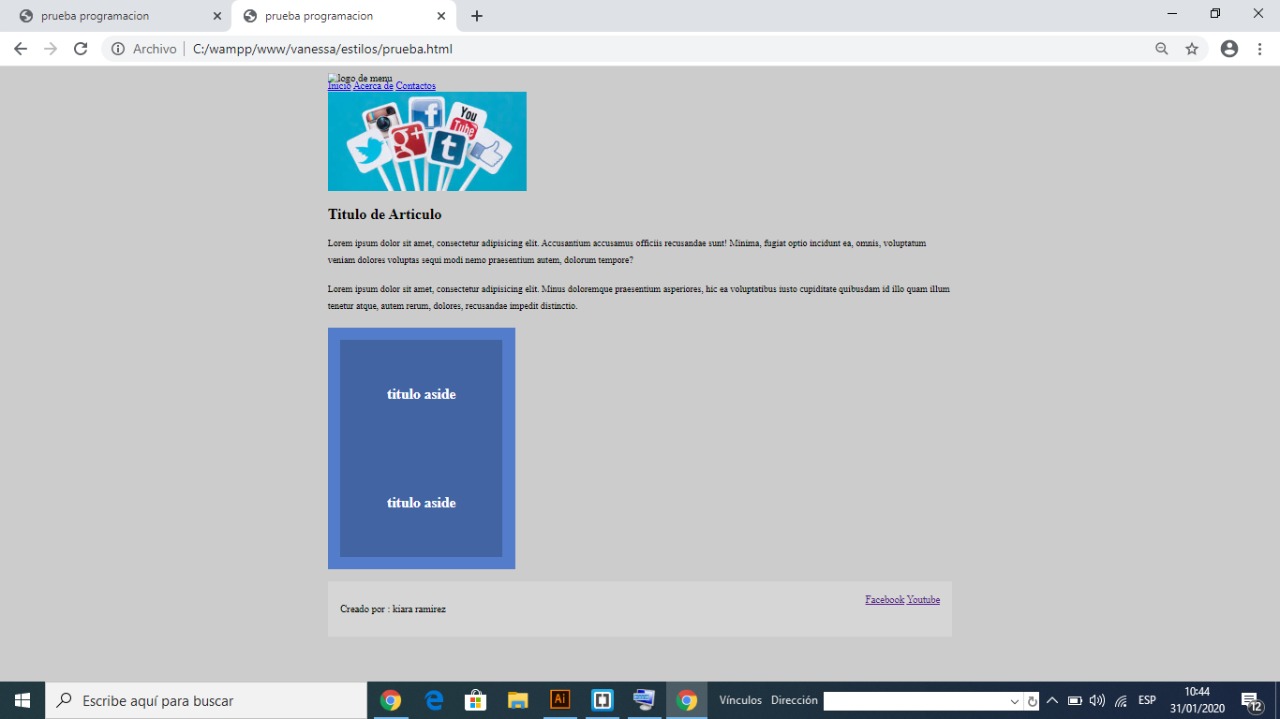 prueba programacion
prueba programacion
Archivo
C:/wampp/www/vanessa/estilos/prueba.html
logo de menu
Inicio Acerca de Contactos
You
Tube
f
g+
t
Titulo de Articulo
Lorem ipsum dolor sit amet, consectetur adipisicing elit. Accusantium accusamus officiis recusandae sunt! Minima, fugiat optio incidunt ea, omnis, voluptatum
veniam dolores voluptas sequi modi nemo praesentium autem, dolorum tempore?
Lorem ipsum dolor sit amet, consectetur adipisicing elit. Minus doloremque praesentium asperiores, hic ea voluptatibus iusto cupiditate quibusdam id illo quam illum
tenetur atque, autem rerum, dolores, recusandae impedit distinctio.
titulo aside
titulo aside
Creado por : kiara ramirez
Facebook Youtube
Escribe aquí para buscar
Ai
Vínculos
Dirección
ESP
10:44
31/01/2020
12